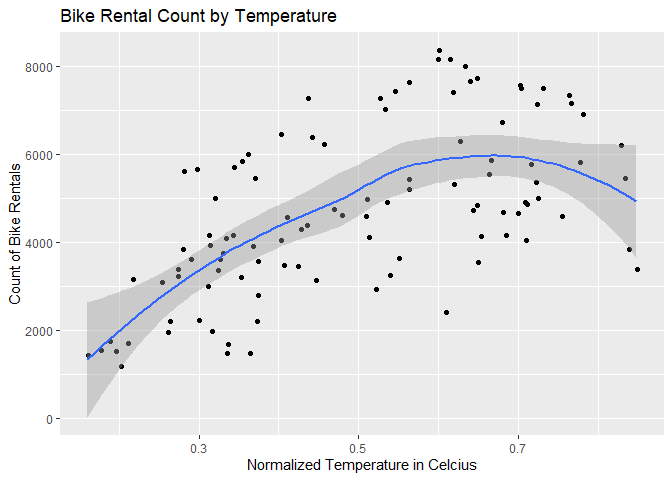 Bike Rental Count by Temperature
8000
6000
4000
2000
0
Count of Bike Rentals
0.3
0.5
0.7
Normalized Temperature in Celcius